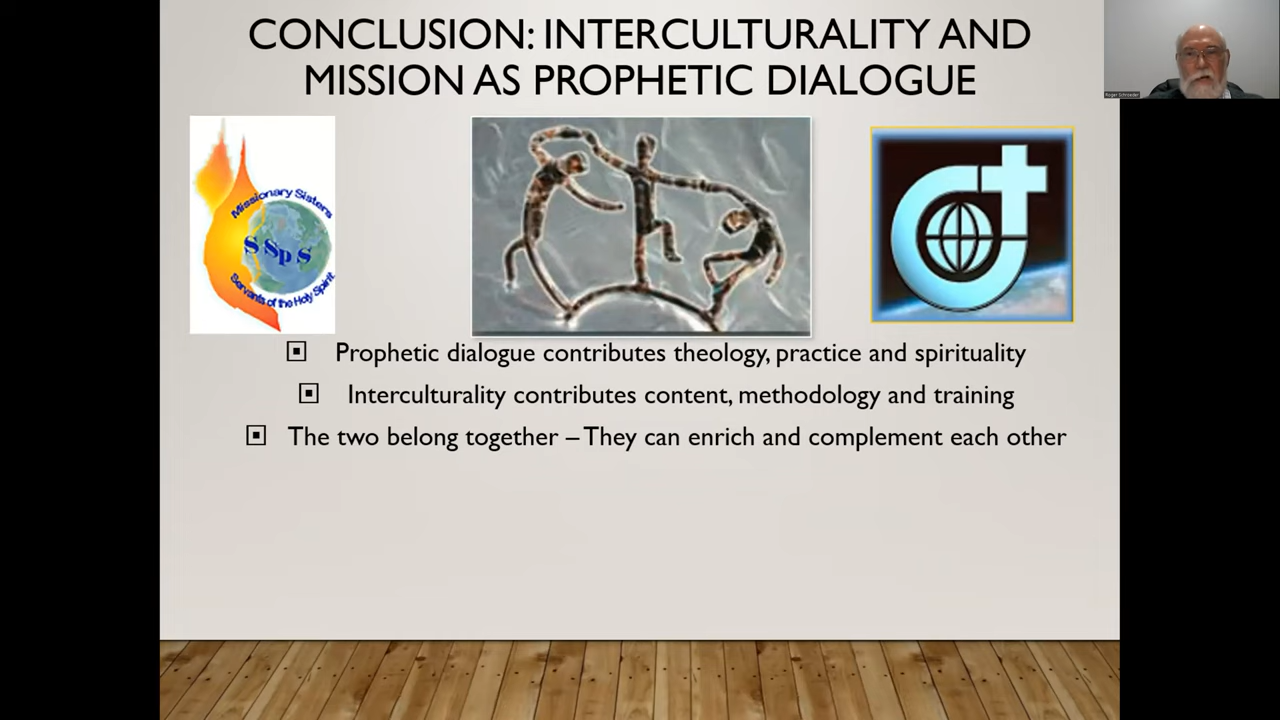 CONCLUSION: INTERCULTURALITY AND
MISSION AS PROPHETIC DIALOGUE
Roger Schroeder
Missionary Sisters
SSpS
Servants of the Holy Spirit
Prophetic dialogue contributes theology, practice and spirituality
Interculturality contributes content, methodology and training
The two belong together – They can enrich and complement each other